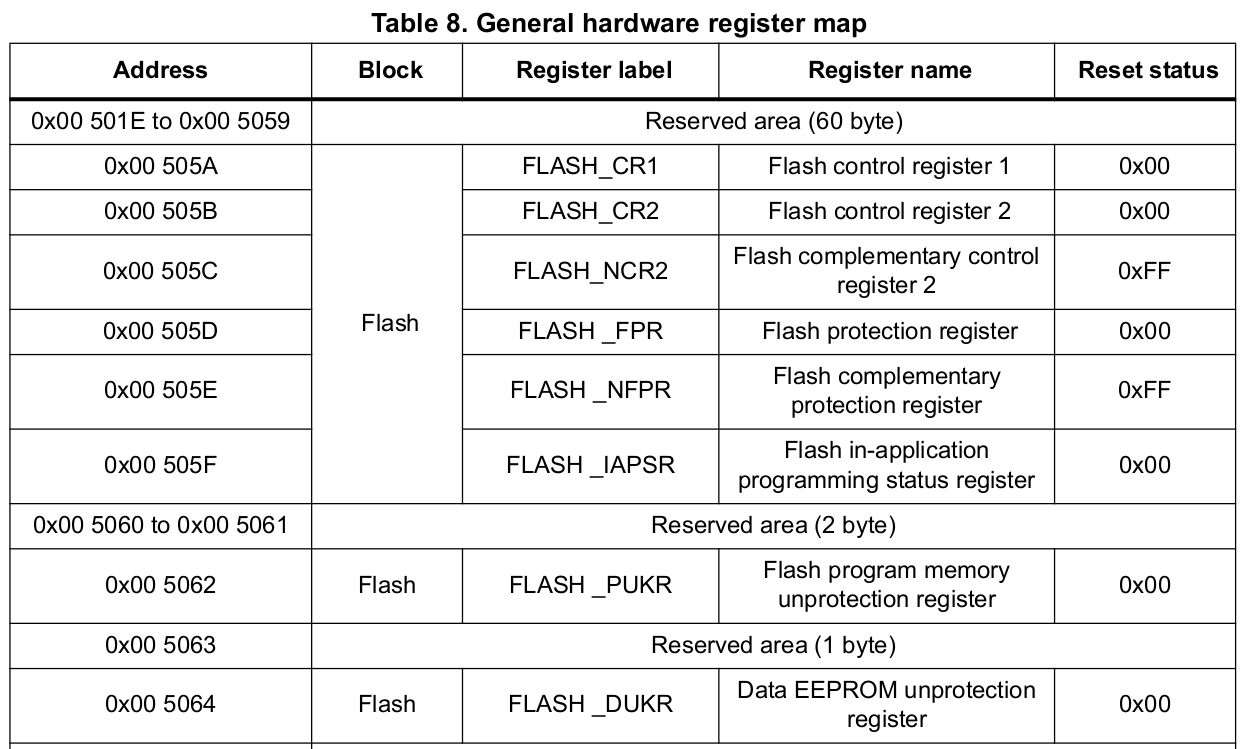 Table 8. General hardware register map
Address Block Register label Register name Reset status
0x00 501E to 0x00 5059 Reserved area (60 byte)
0x00 505A FLASH_CR1 Flash control register 1 0x00
0x00 505B FLASH_CR2 Flash control register 2 0x00
0x00 505C FLASH_NCR2 Flash complementary control
register 2 0xFF
Flash
0x00 505D FLASH _FPR Flash protection register 0x00
0x00 505E FLASH _NFPR Flash complementary
protection register 0xFF
0x00 505F FLASH _IAPSR Flash in-application
programming status register 0x00
0x00 5060 to 0x00 5061 Reserved area (2 byte)
0x00 5062 Flash FLASH _PUKR Flash program memory
unprotection register 0x00
0x00 5063 Reserved area (1 byte)
0x00 5064 Flash FLASH _DUKR Data EEPROM unprotection
register 0x00